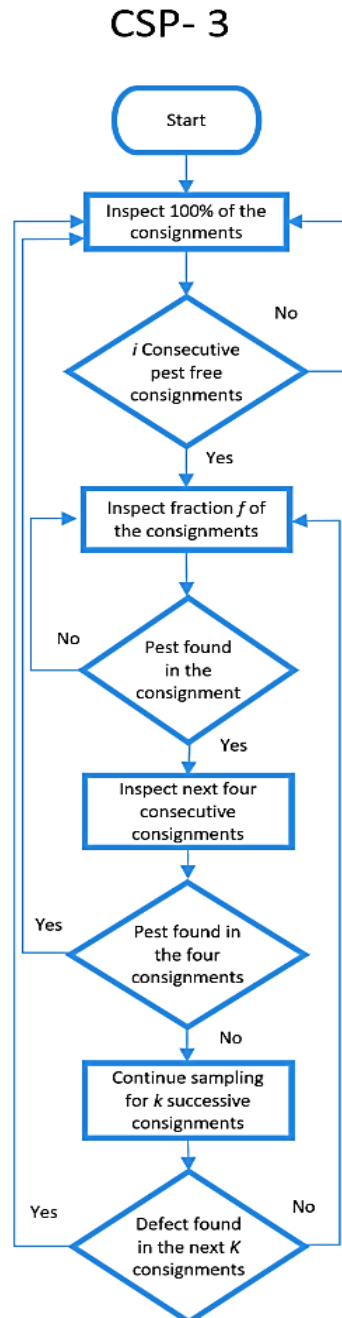 CSP- 3
Start
Inspect 100% of the
consignments
No
i Consecutive
pest free
consignments
Yes
Inspect fraction f of
the consignments
No
Pest found
in the
consignment
Yes
Inspect next four
consecutive
consignments
Yes
Pest found in
the four
consignments
No
Continue sampling
for k successive
consignments
Yes
No
Defect found
in the next K
consignments